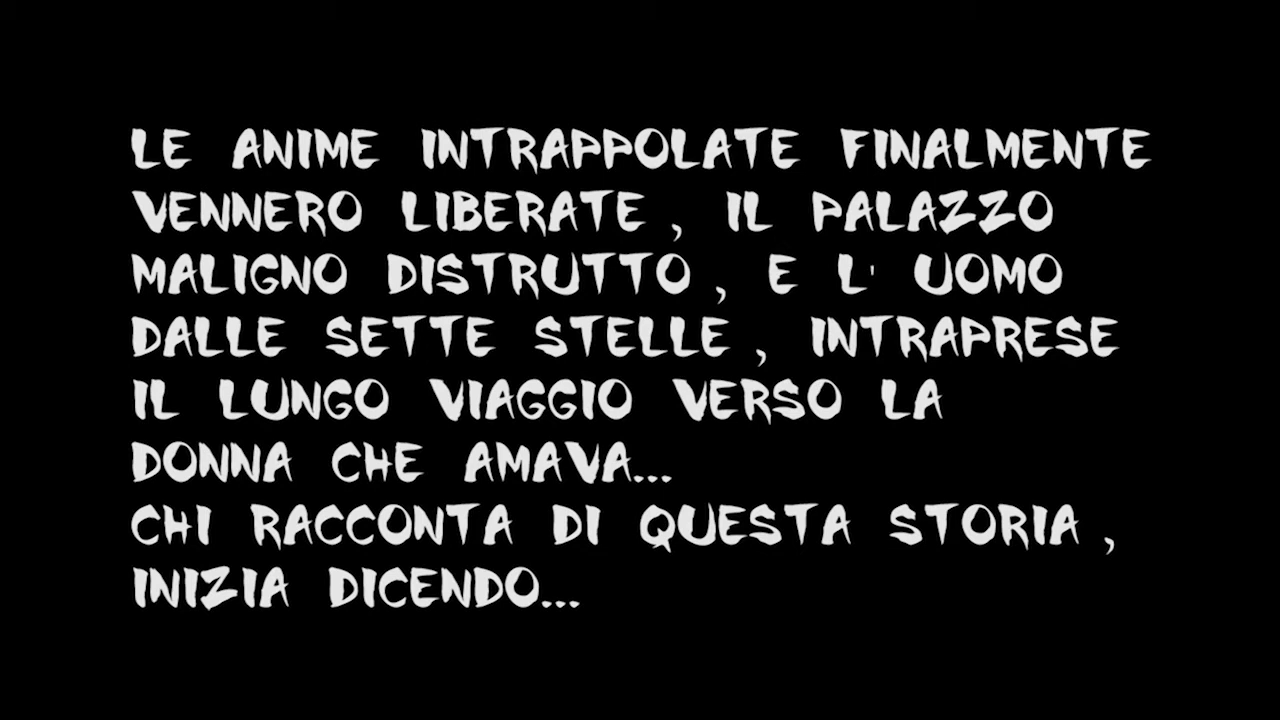 LE ANIME INTRAPPOLATE FINALMENTE
VENNERO LIBERATE , IL PALAZZO
MALIGNO DISTRUTTO , E L' UOMO
DALLE SETTE STELLE , INTRAPRESE
IL LUNGO VIAGGIO VERSO LA
DONNA CHE AMAVA...
CHI RACCONTA DI QUESTA STORIA ,
INIZIA DICENDO...